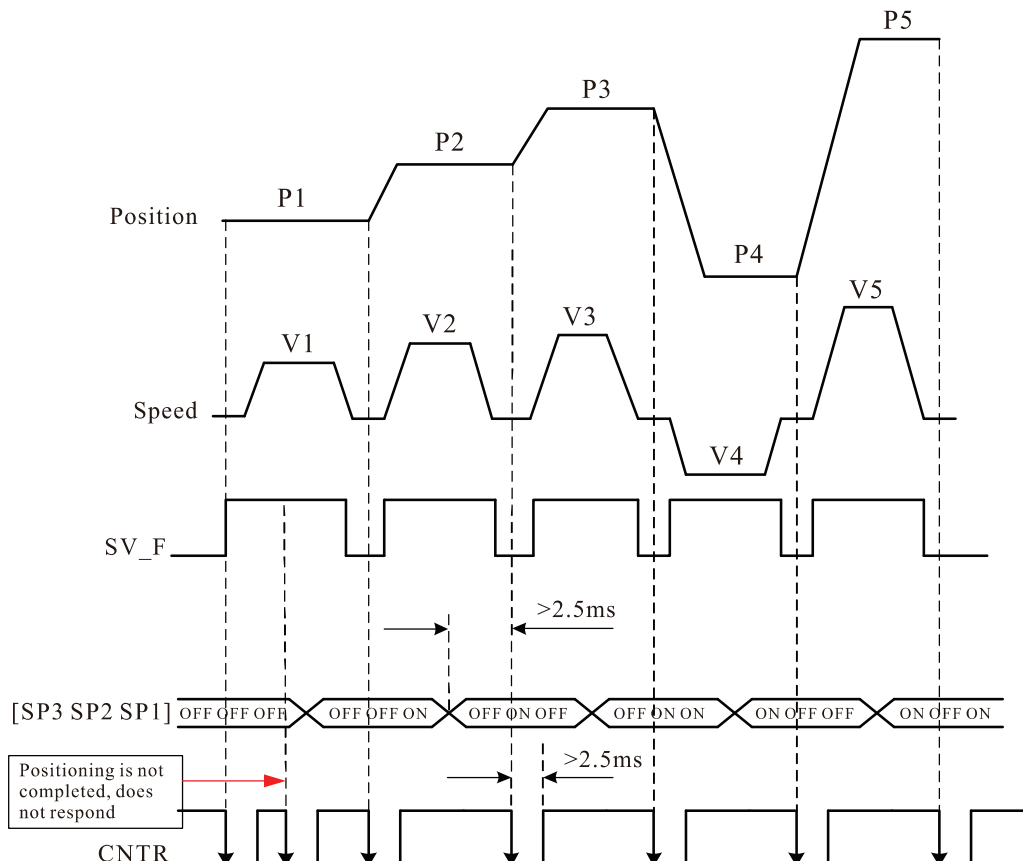 P5
P3
P2
P1
Position
P4
V5
V3
V2
V1
Speed
V4
SV_F
>2.5ms
[SP3 SP2 SP1] OFF OFF OFF OFF OFF ON OFF ON OFF OFF ON ON ON OFF OFF ON OFF ON
>2.5ms
Positioning is not
completed, does
not respond
CNTR